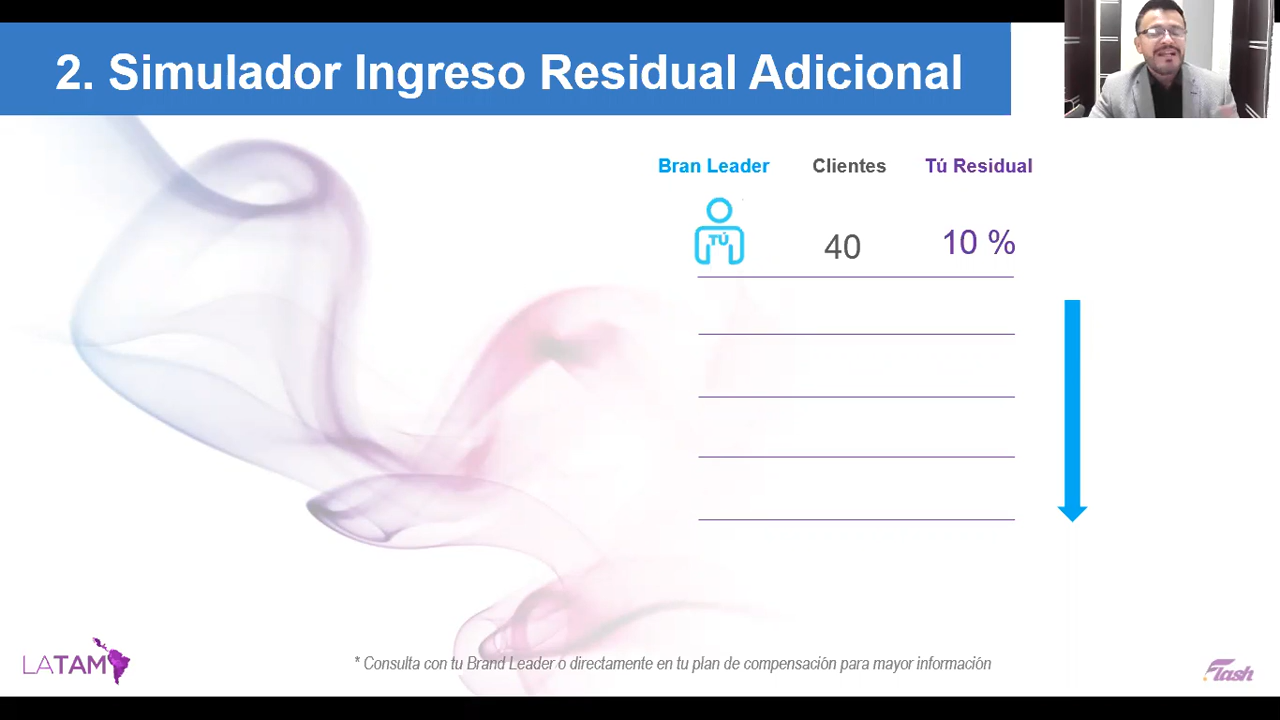 2. Simulador Ingreso Residual Adicional
Bran Leader Clientes Tú Residual
TÚ 40 10 %
* Consulta con tu Brand Leader o directamente en tu plan de compensación para mayor información
LATAM
Flash